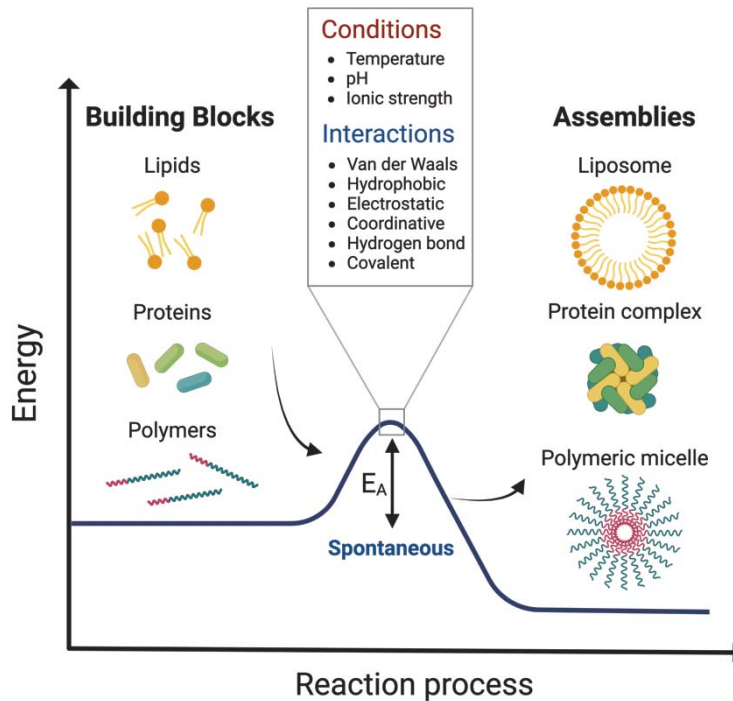 Conditions
• Temperature
• pH
• Ionic strength
Interactions
• Van der Waals
• Hydrophobic
• Electrostatic
• Coordinative
• Hydrogen bond
• Covalent
Building Blocks
Lipids
Proteins
Polymers
Assemblies
Liposome
Protein complex
Polymeric micelle
Energy
EA
Spontaneous
Reaction process